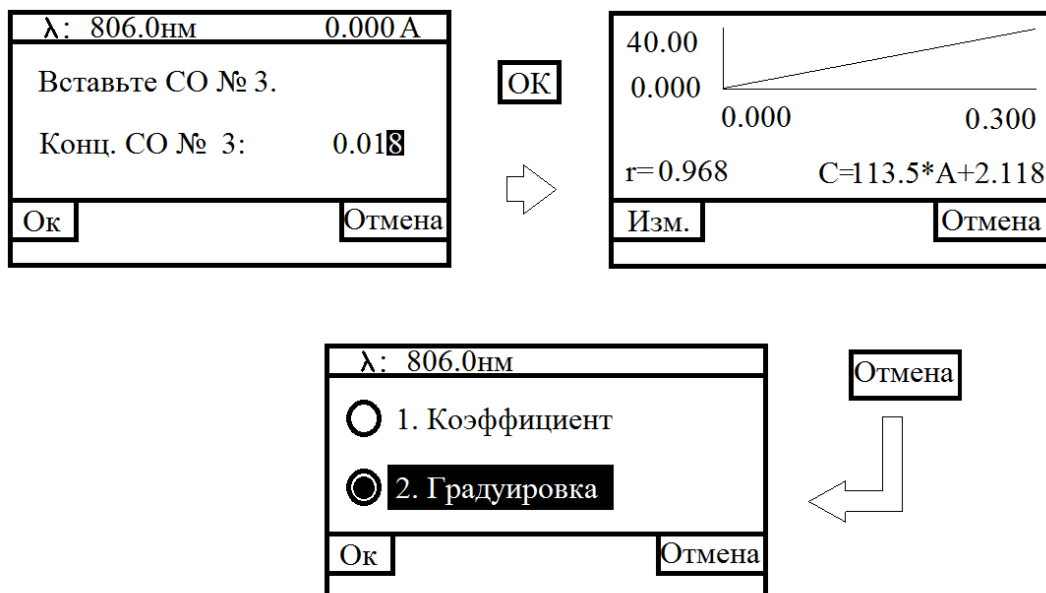 λ: 806.0нм 0.000 А
Вставьте СО № 3.
Конц. СО № 3: 0.018
Ок Отмена
ОК
40.00
0.000
0.000 0.300
r=0.968 C=113.5*A+2.118
Изм. Отмена
Отмена
λ: 806.0нм
1. Коэффициент
2. Градуировка
Ок Отмена